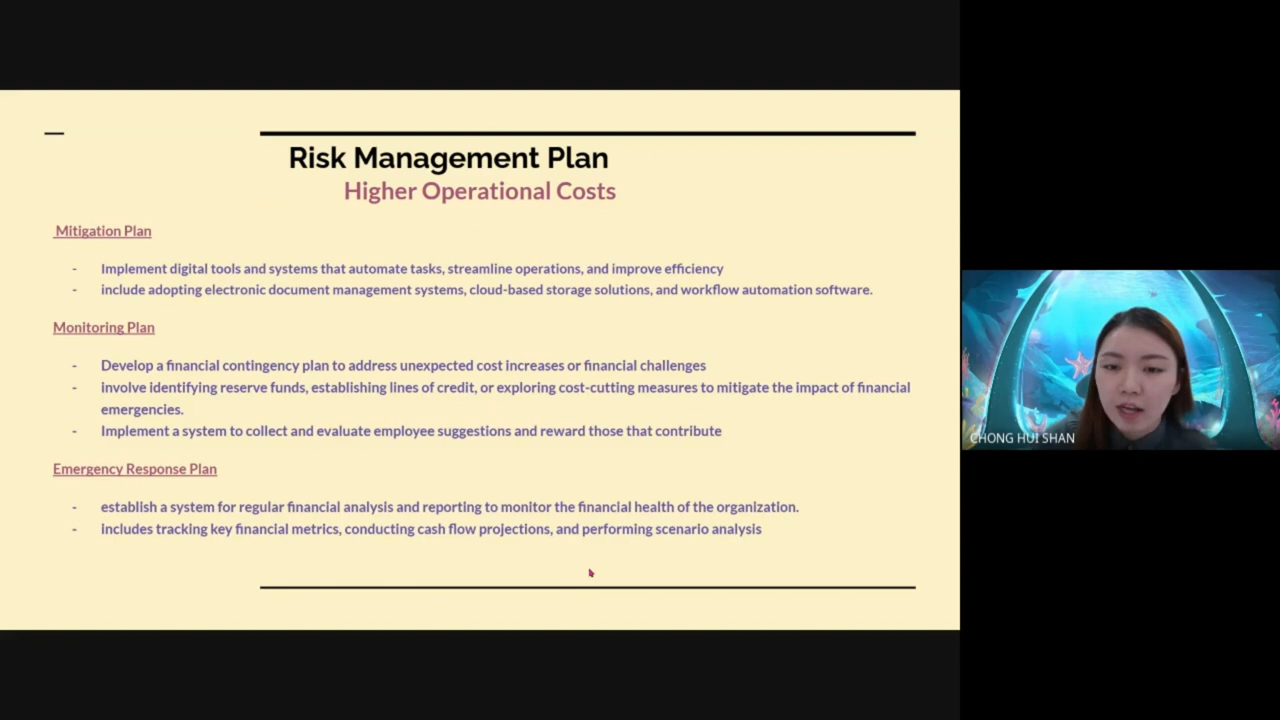 Risk Management Plan
Higher Operational Costs
Mitigation Plan
- Implement digital tools and systems that automate tasks, streamline operations, and improve efficiency
- include adopting electronic document management systems, cloud-based storage solutions, and workflow automation software.
Monitoring Plan
- Develop a financial contingency plan to address unexpected cost increases or financial challenges
- involve identifying reserve funds, establishing lines of credit, or exploring cost-cutting measures to mitigate the impact of financial
emergencies.
- Implement a system to collect and evaluate employee suggestions and reward those that contribute
Emergency Response Plan
- establish a system for regular financial analysis and reporting to monitor the financial health of the organization.
- includes tracking key financial metrics, conducting cash flow projections, and performing scenario analysis
CHONG HUI SHAN